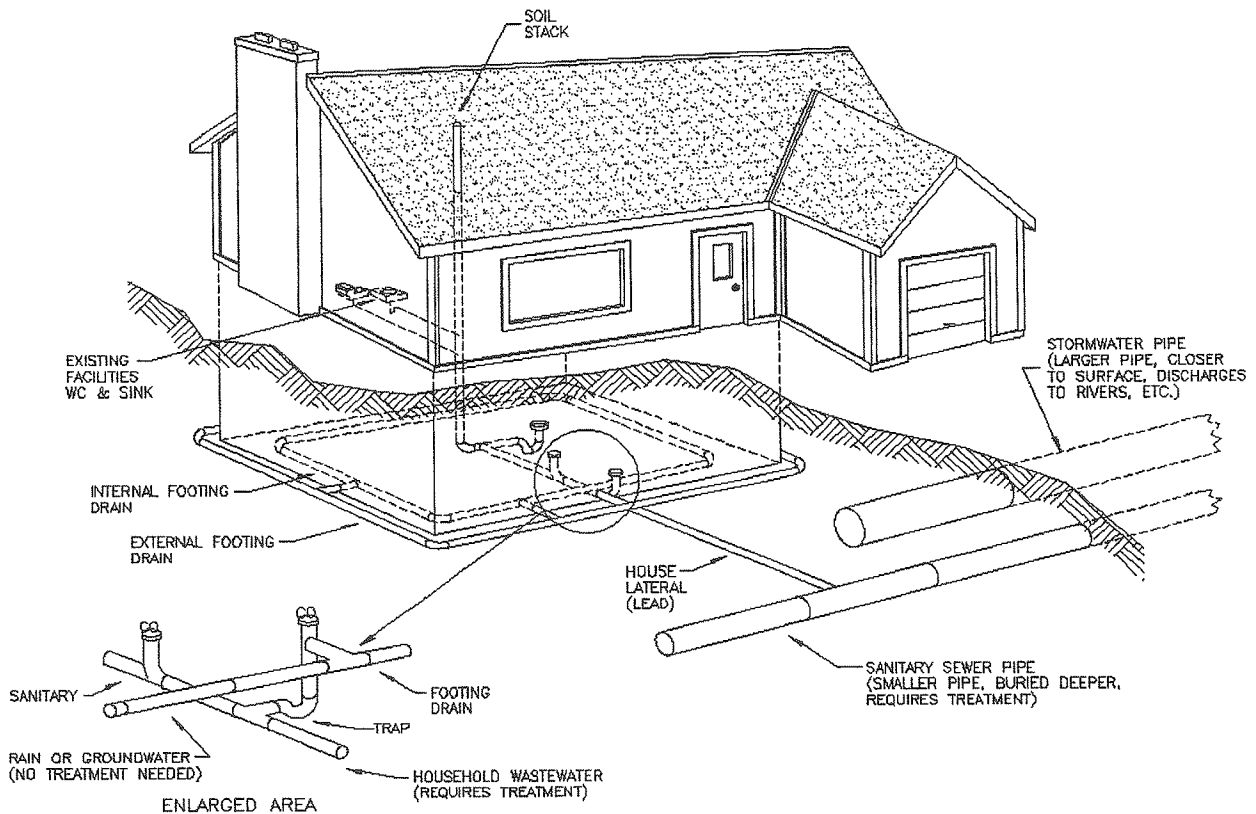 SOIL
STACK
EXISTING
FACILITIES
WC & SINK
STORMWATER PIPE
(LARGER PIPE, CLOSER
TO SURFACE, DISCHARGES
TO RIVERS, ETC.)
INTERNAL FOOTING
DRAIN
EXTERNAL FOOTING
DRAIN
HOUSE
LATERAL
(LEAD)
SANITARY SEWER PIPE
(SMALLER PIPE, BURIED DEEPER,
REQUIRES TREATMENT)
SANITARY
FOOTING
DRAIN
TRAP
RAIN OR GROUNDWATER
(NO TREATMENT NEEDED)
HOUSEHOLD WASTEWATER
(REQUIRES TREATMENT)
ENLARGED AREA